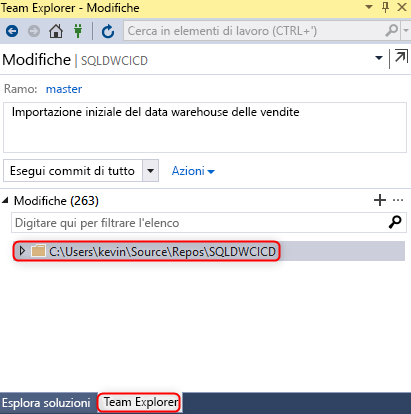 Team Explorer - Modifiche
Cerca in elementi di lavoro (CTRL+')
Modifiche | SQLDWCICD
Ramo: master
Importazione iniziale del data warehouse delle vendite
Esegui commit di tutto Azioni
Modifiche (263)
Digitare qui per filtrare l'elenco
C:\Users\kevin\Source\Repos\SQLDWCICD
Esplora soluzioni Team Explorer